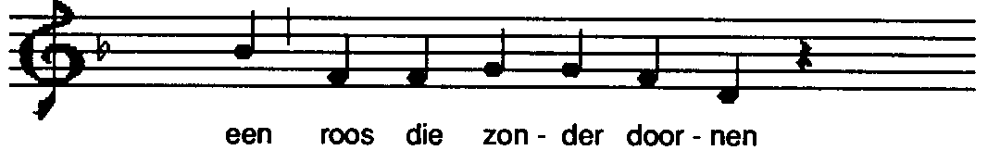 een roos die zon - der door - nen